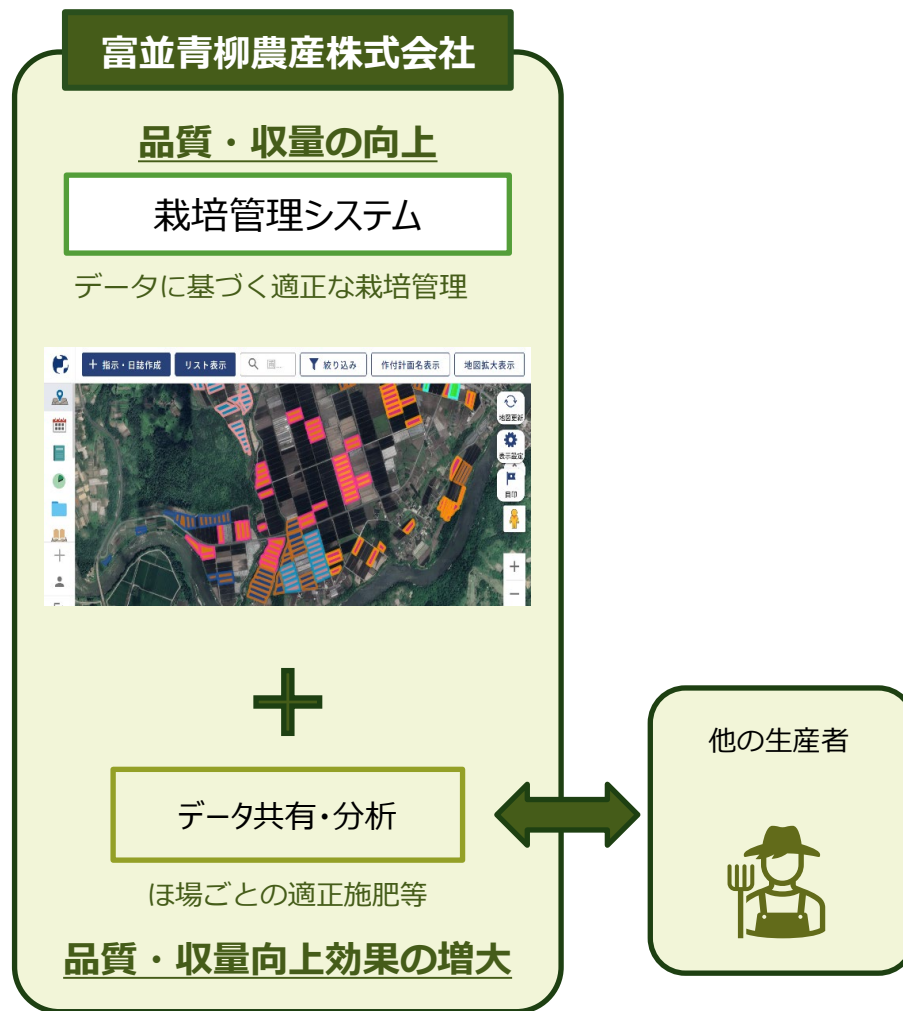 富並青柳農産株式会社
品質・収量の向上
栽培管理システム
データに基づく適正な栽培管理
＋ 指示・日誌作成
リスト表示
絞り込み
作付計画名表示
地図拡大表示
地図更新
表示設定
データ共有・分析
ほ場ごとの適正施肥等
品質・収量向上効果の増大
他の生産者